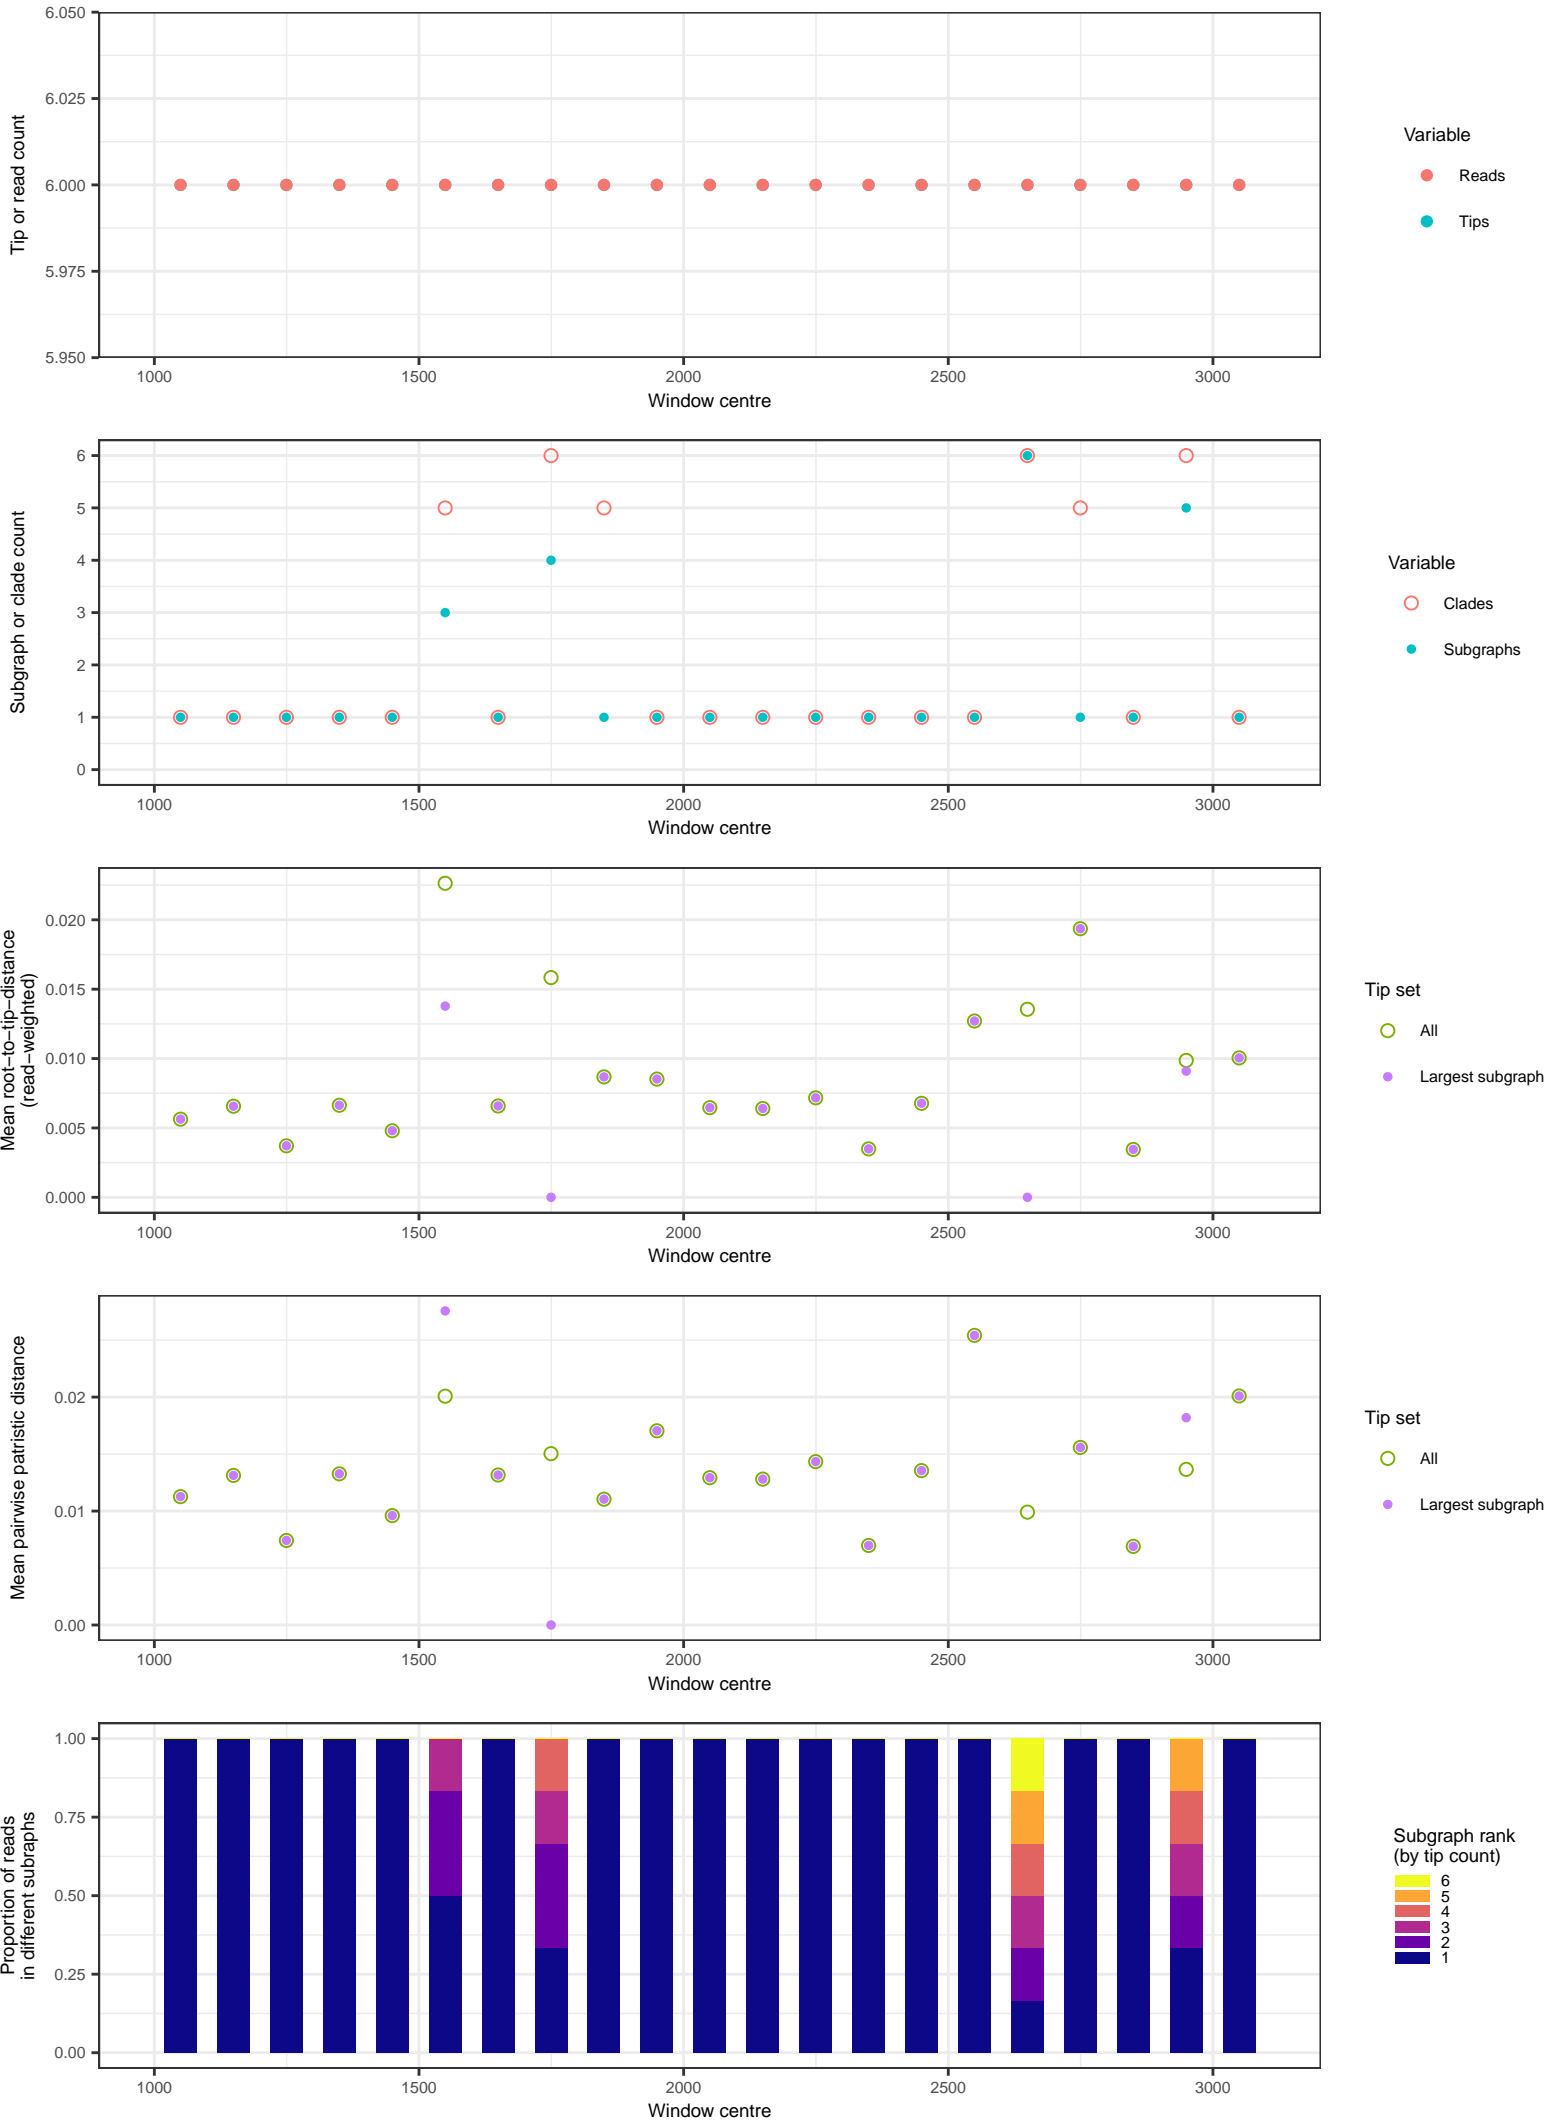 6.050
6.025
6.000
5.975
5.950
Tip or read count
1000 1500 2000 2500 3000
Window centre
Variable
Reads
Tips
6
5
4
3
2
1
0
Subgraph or clade count
1000 1500 2000 2500 3000
Window centre
Variable
Clades
Subgraphs
0.020
0.015
0.010
0.005
0.000
Mean root−to−tip−distance
(read−weighted)
1000 1500 2000 2500 3000
Window centre
Tip set
All
Largest subgraph
0.02
0.01
0.00
Mean pairwise patristic distance
1000 1500 2000 2500 3000
Window centre
Tip set
All
Largest subgraph
1.00
0.75
0.50
0.25
0.00
Proportion of reads
in different subraphs
1000 1500 2000 2500 3000
Window centre
Subgraph rank
(by tip count)
6
5
4
3
2
1